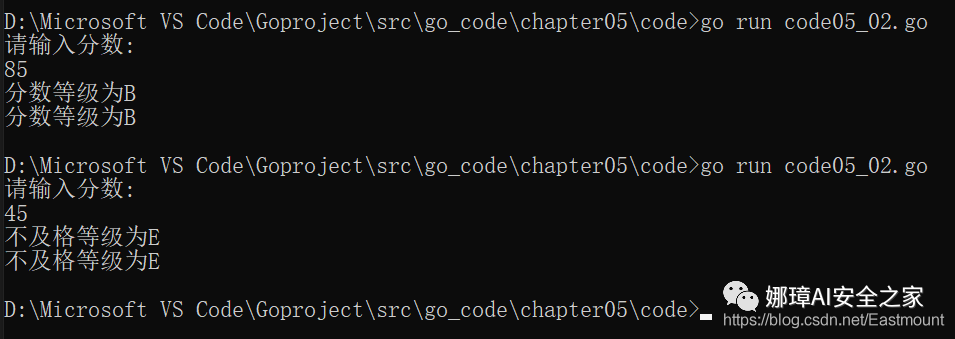 D:\Microsoft VS Code\Goproject\src\go_code\chapter05\code>go run code05_02.go
请输入分数:
85
分数等级为B
分数等级为B
D:\Microsoft VS Code\Goproject\src\go_code\chapter05\code>go run code05_02.go
请输入分数:
45
不及格等级为E
不及格等级为E
D:\Microsoft VS Code\Goproject\src\go_code\chapter05\code>
娜璋AI安全之家
https://blog.csdn.net/Eastmount